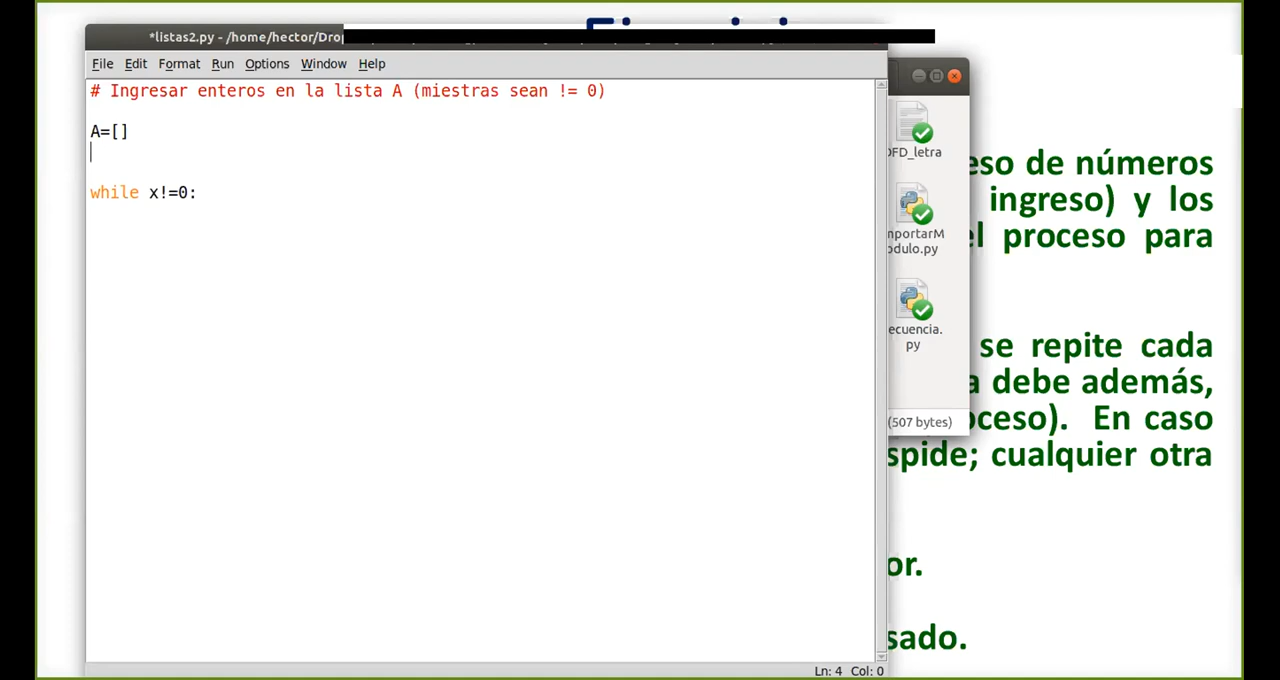 *listas2.py - /home/hector/Dro
File Edit Format Run Options Window Help
# Ingresar enteros en la lista A (miestras sean != 0)
A=[]
while x!=0:
Ln: 4 Col: 0
DFD_letra
mportarM
odulo.py
ecuencia.
py
(507 bytes)
eso de números
ingreso) y los
el proceso para
se repite cada
a debe además,
oceso). En caso
spide; cualquier otra
or.
sado.